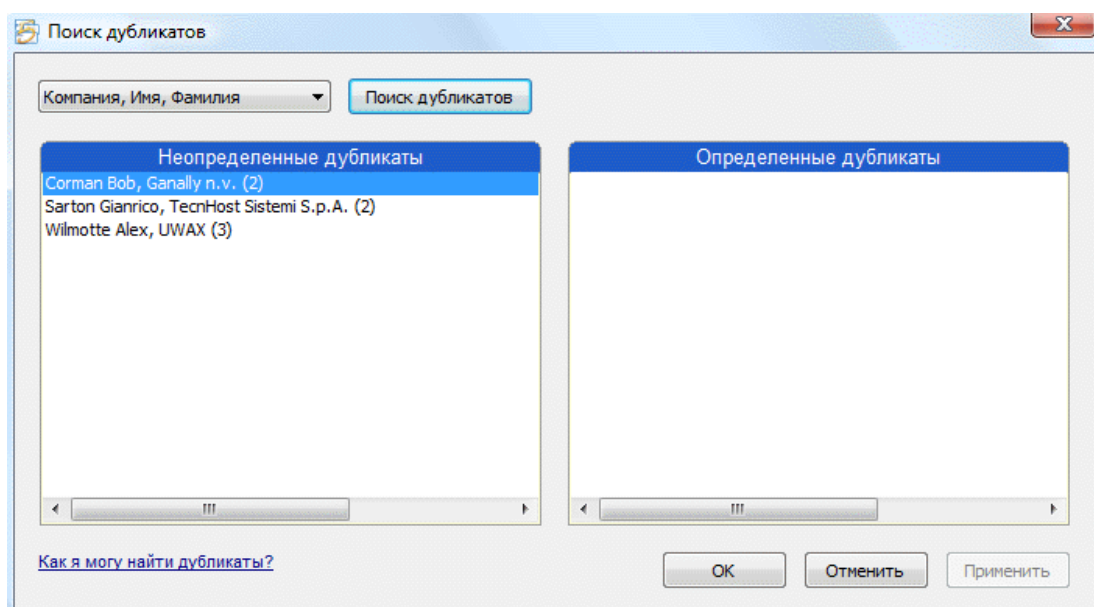 Поиск дубликатов
Компания, Имя, Фамилия
Поиск дубликатов
Неопределенные дубликаты
Corman Bob, Ganally n.v. (2)
Sarton Gianrico, TecnHost Sistemi S.p.A. (2)
Wilmotte Alex, UWAX (3)
Определенные дубликаты
Как я могу найти дубликаты?
OK
Отменить
Применить